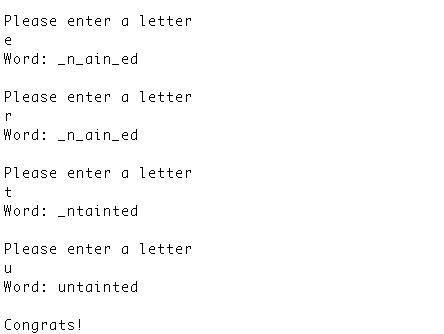 Please enter a letter
e
Word: _n_ain_ed
Please enter a letter
r
Word: _n_ain_ed
Please enter a letter
t
Word: _ntainted
Please enter a letter
u
Word: untainted
Congrats!